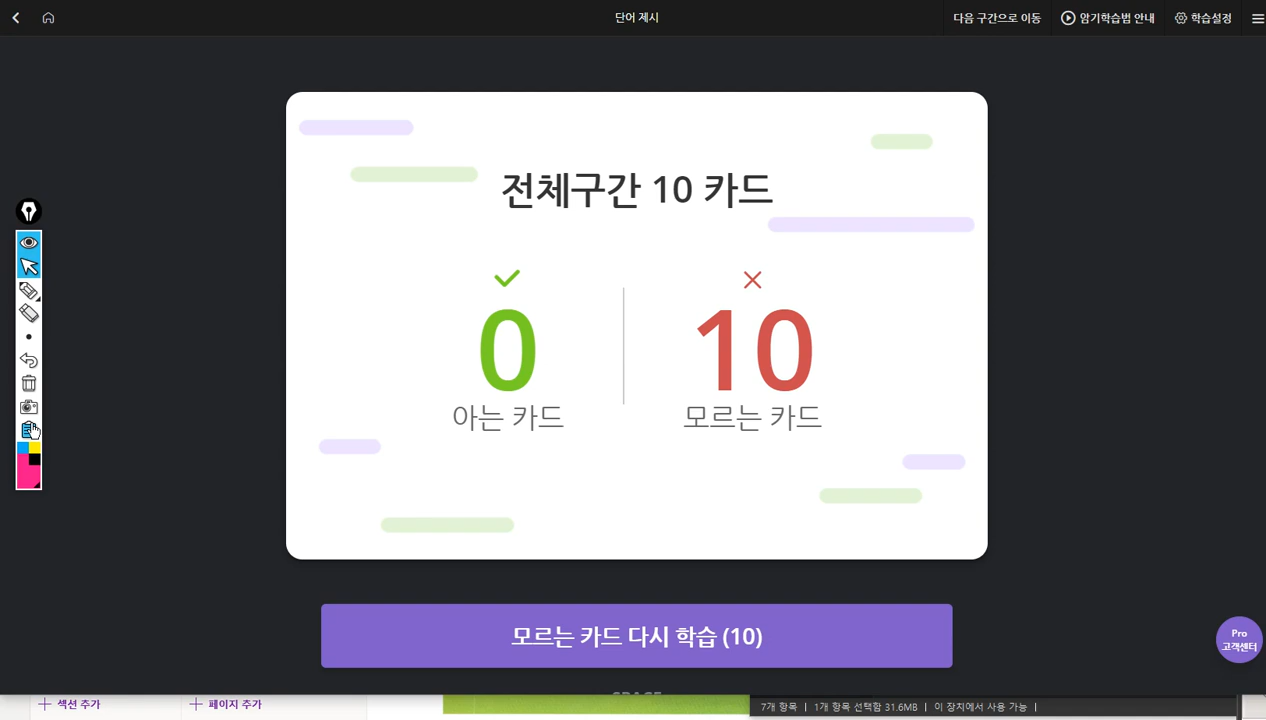 단어 제시
다음 구간으로 이동
암기학습법 안내
학습설정
전체구간 10 카드
0
아는 카드
10
모르는 카드
모르는 카드 다시 학습 (10)
Pro
고객센터
SPACE
섹션 추가
페이지 추가
7개 항목 | 1개 항목 선택함 31.6MB | 이 장치에서 사용 가능 |